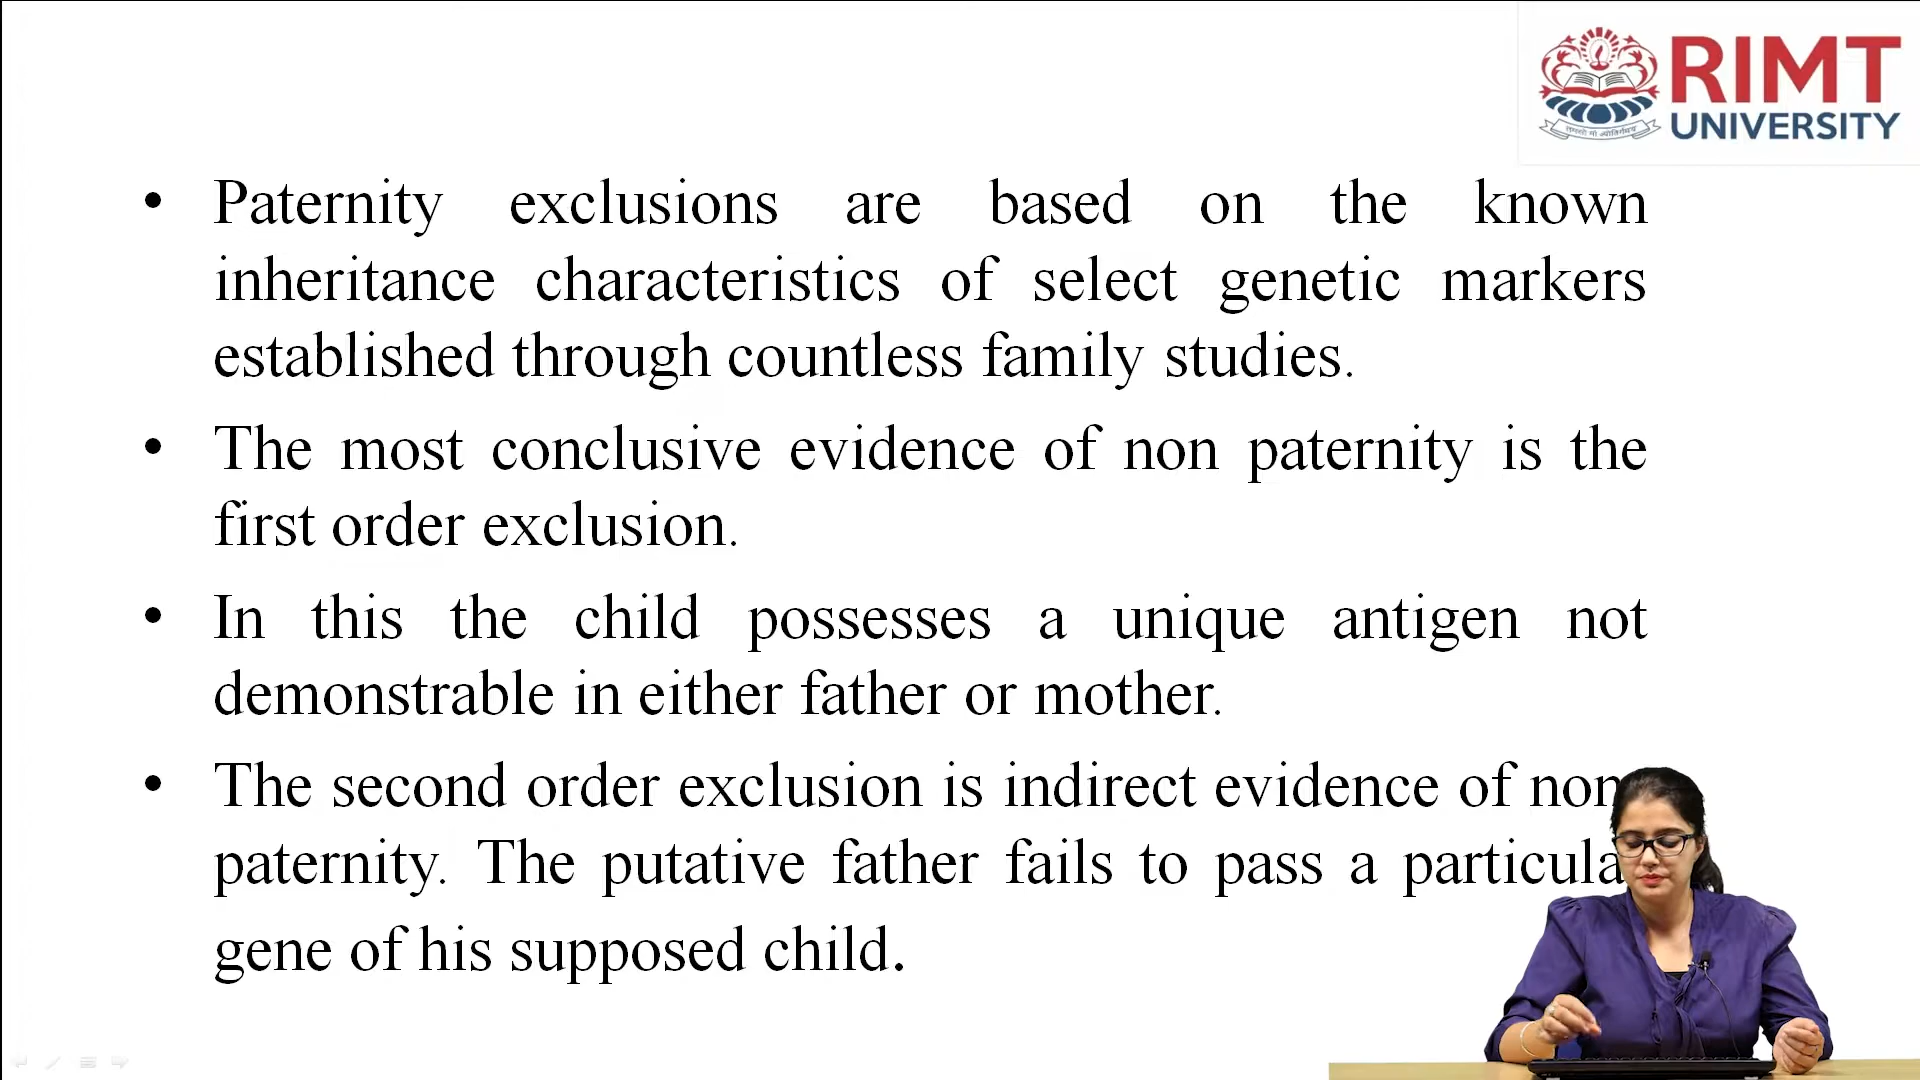 RIMT
UNIVERSITY
• Paternity exclusions are based on the known
inheritance characteristics of select genetic markers
established through countless family studies.
• The most conclusive evidence of non paternity is the
first order exclusion.
• In this the child possesses a unique antigen not
demonstrable in either father or mother.
• The second order exclusion is indirect evidence of non
paternity. The putative father fails to pass a particula
gene of his supposed child.